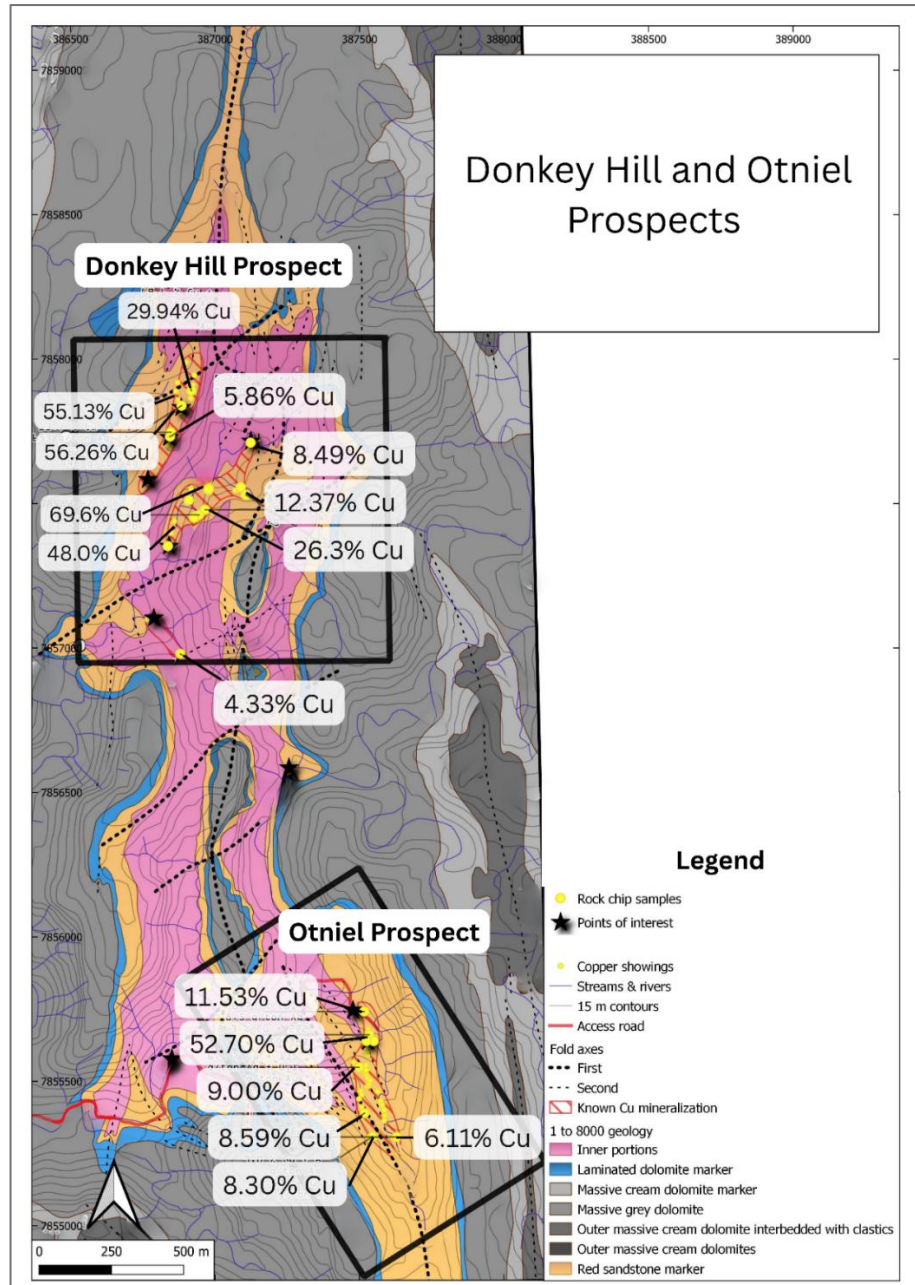 386500 387000 387500 388000 388500 389000
7859000
Donkey Hill and Otniel
Prospects
7858500
Donkey Hill Prospect
29.94% Cu
7858000
5.86% Cu
55.13% Cu
56.26% Cu
8.49% Cu
69.6% Cu
12.37% Cu
48.0% Cu
26.3% Cu
7857000
4.33% Cu
7856500
Otniel Prospect
7856000
11.53% Cu
52.70% Cu
7855500
9.00% Cu
8.59% Cu
6.11% Cu
8.30% Cu
7855000
0 250 500 m
Legend
Rock chip samples
Points of interest
Copper showings
Streams & rivers
15 m contours
Access road
Fold axes
First
Second
Known Cu mineralization
1 to 8000 geology
Inner portions
Laminated dolomite marker
Massive cream dolomite marker
Massive grey dolomite
Outer massive cream dolomite interbedded with clastics
Outer massive cream dolomites
Red sandstone marker